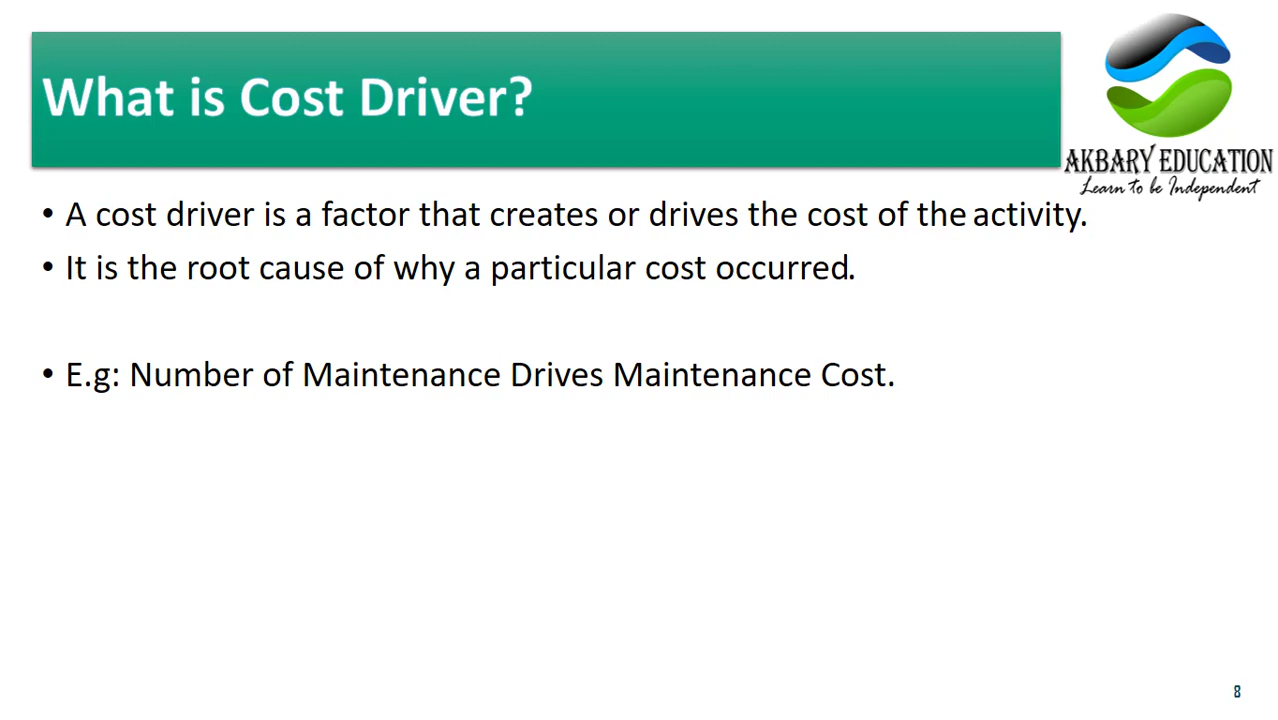 What is Cost Driver?
AKBARY EDUCATION
Learn to be Independent
• A cost driver is a factor that creates or drives the cost of the activity.
• It is the root cause of why a particular cost occurred.
• E.g: Number of Maintenance Drives Maintenance Cost.
8